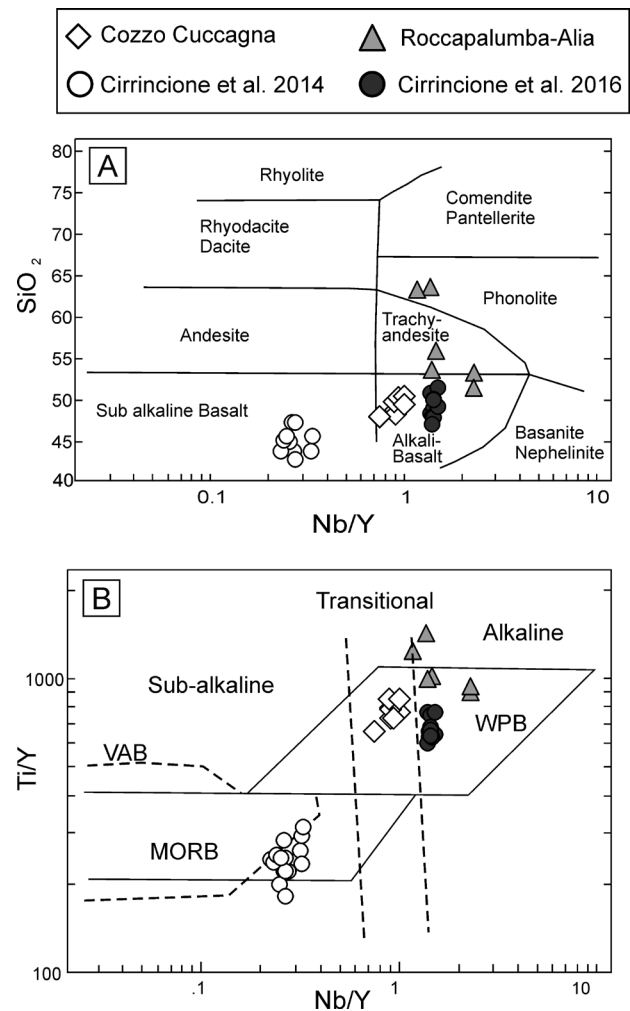 Cozzo Cuccagna
Roccapalumba-Alia
Cirrincione et al. 2014
Cirrincione et al. 2016
A
80
75
70
65
60
55
50
45
40
SiO2
Rhyolite
Comendite
Pantellerite
Rhyodacite
Dacite
Phonolite
Trachy-
andesite
Andesite
Sub alkaline Basalt
Alkali-
Basalt
Basanite
Nephelinite
0.1
1
10
Nb/Y
B
Transitional
Alkaline
Sub-alkaline
1000
VAB
WPB
Ti/Y
MORB
100
.1
1
10
Nb/Y